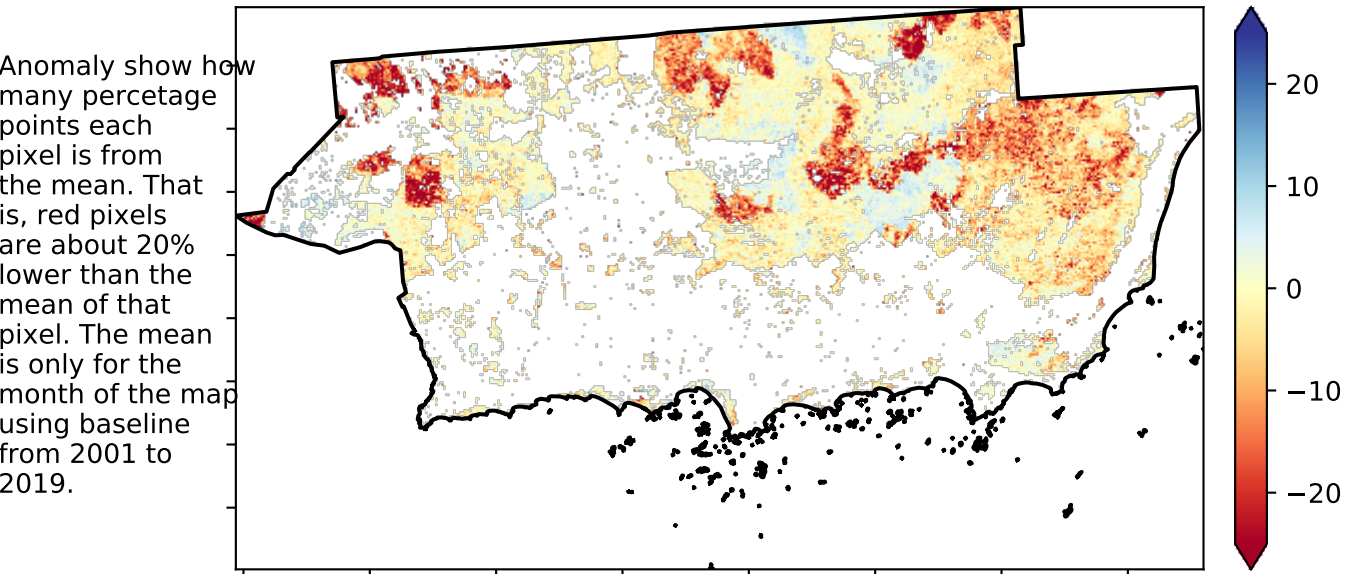 Anomaly show how
many percetage
points each
pixel is from
the mean. That
is, red pixels
are about 20%
lower than the
mean of that
pixel. The mean
is only for the
month of the map
using baseline
from 2001 to
2019.
20
10
0
−10
−20